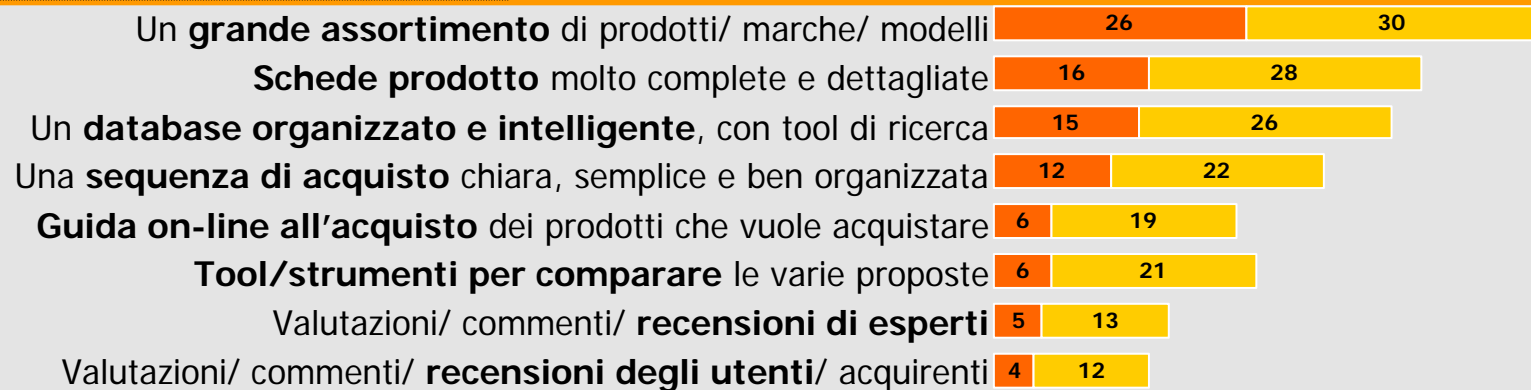 Un grande assortimento di prodotti/ marche/ modelli 26 30
Schede prodotto molto complete e dettagliate 16 28
Un database organizzato e intelligente, con tool di ricerca 15 26
Una sequenza di acquisto chiara, semplice e ben organizzata 12 22
Guida on-line all’acquisto dei prodotti che vuole acquistare 6 19
Tool/strumenti per comparare le varie proposte 6 21
Valutazioni/ commenti/ recensioni di esperti 5 13
Valutazioni/ commenti/ recensioni degli utenti/ acquirenti 4 12